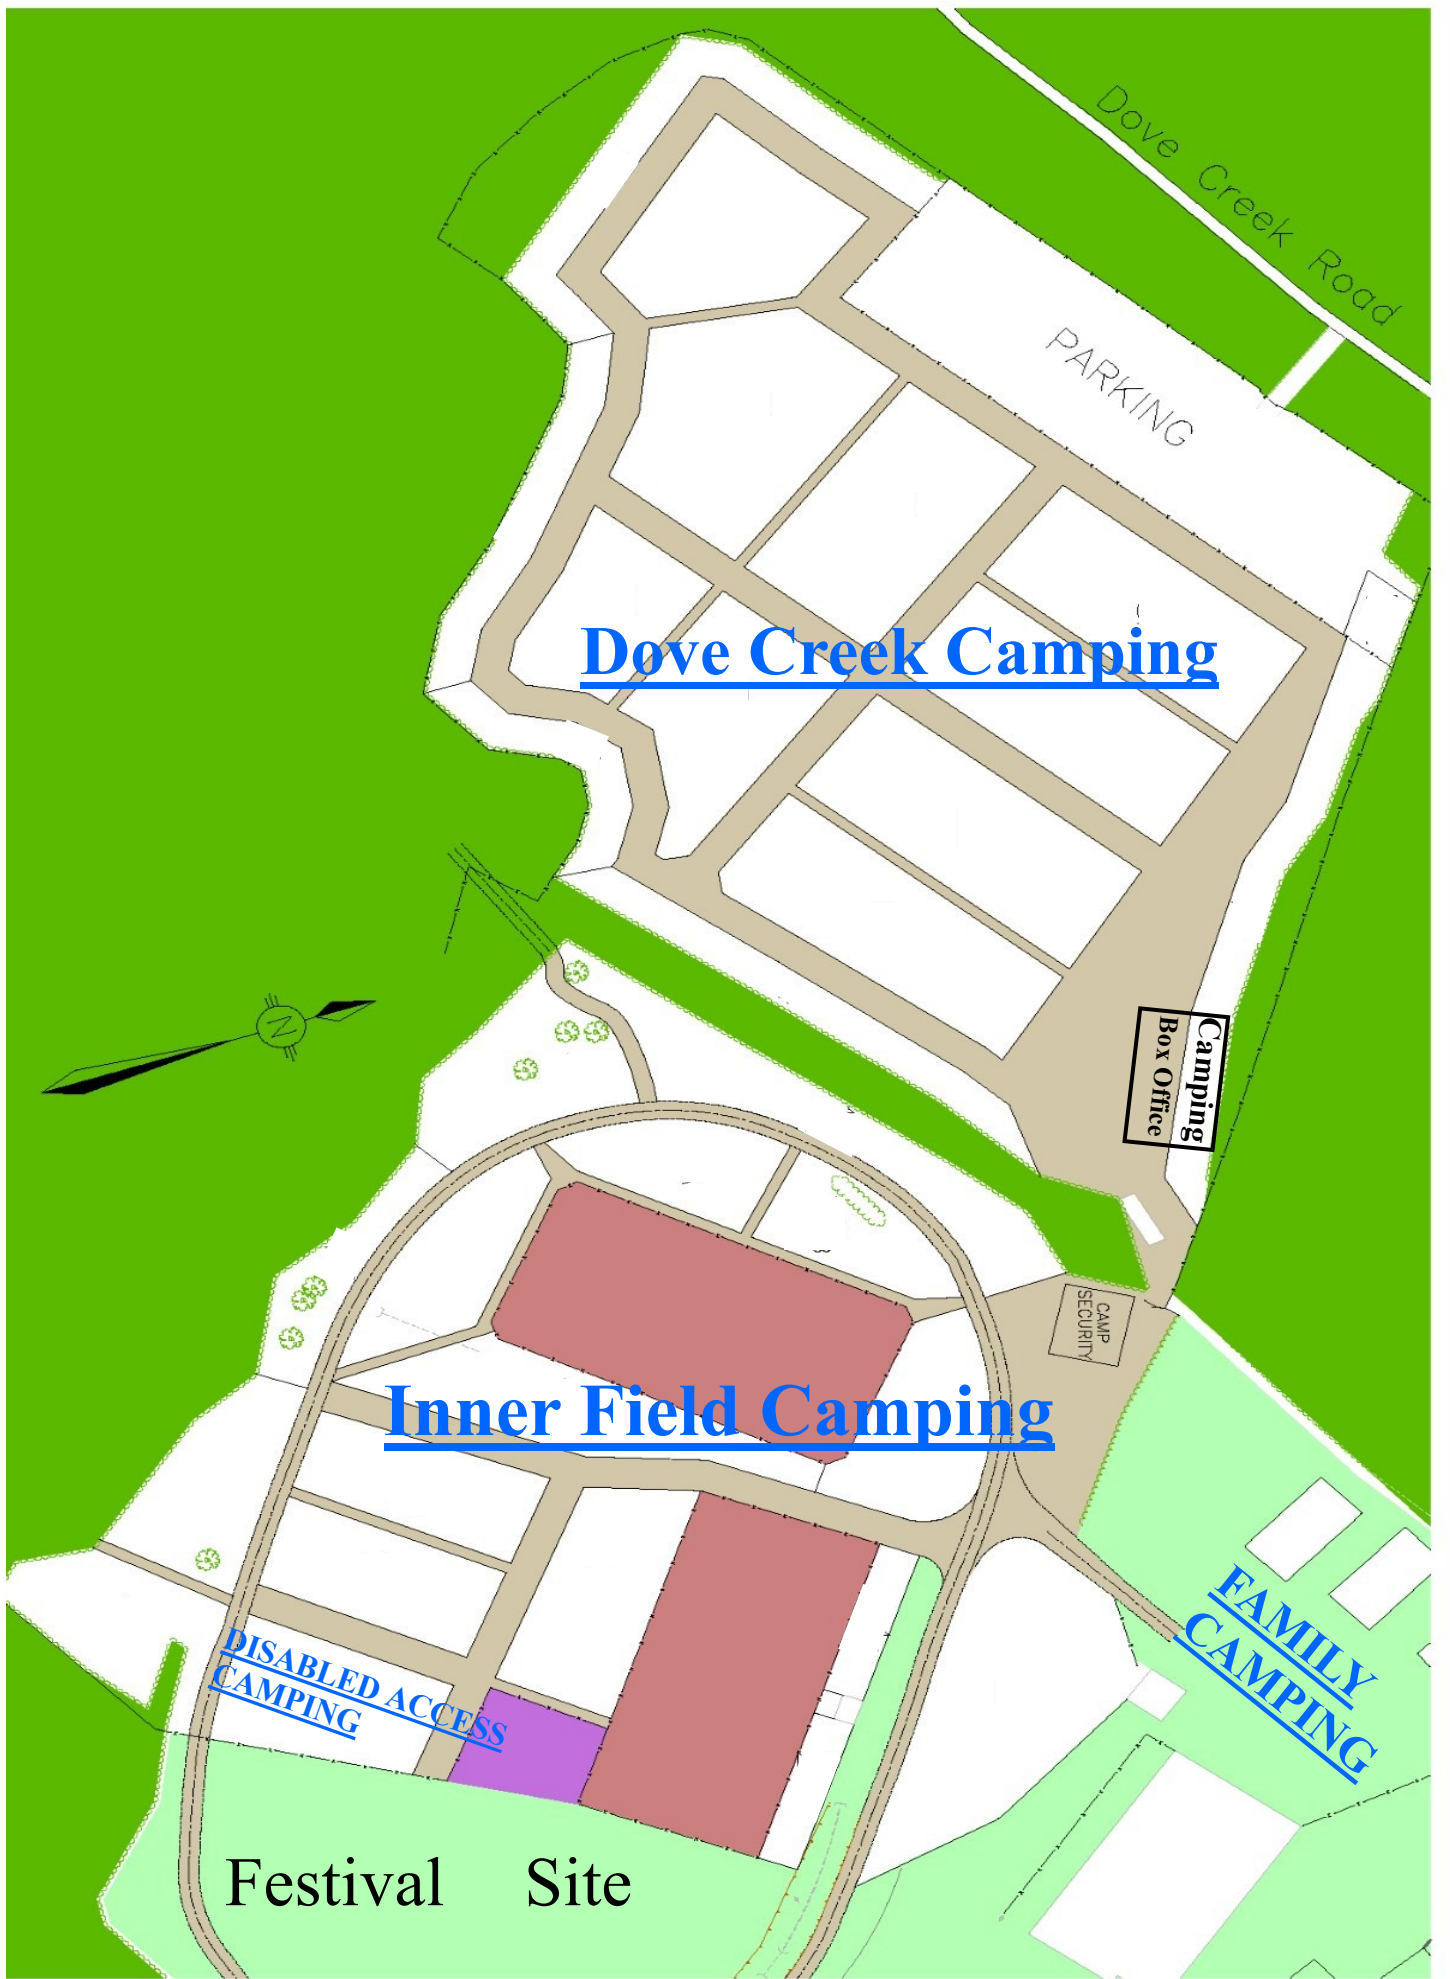 Dove Creek Road
PARKING
Dove Creek Camping
Camping
Box Office
N
CAMP
SECURITY
Inner Field Camping
FAMILY
CAMPING
DISABLED ACCESS
CAMPING
Festival Site